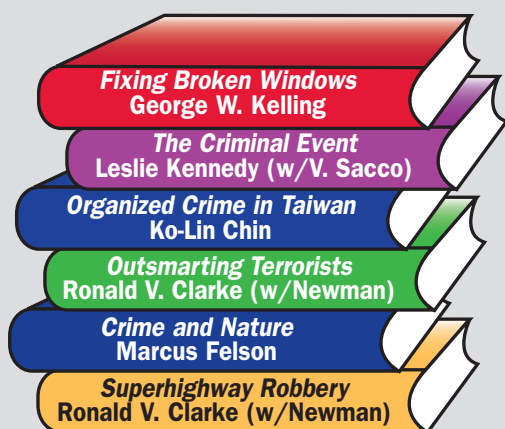 Fixing Broken Windows
George W. Kelling
The Criminal Event
Leslie Kennedy (w/V. Sacco)
Organized Crime in Taiwan
Ko-Lin Chin
Outsmarting Terrorists
Ronald V. Clarke (w/Newman)
Crime and Nature
Marcus Felson
Superhighway Robbery
Ronald V. Clarke (w/Newman)